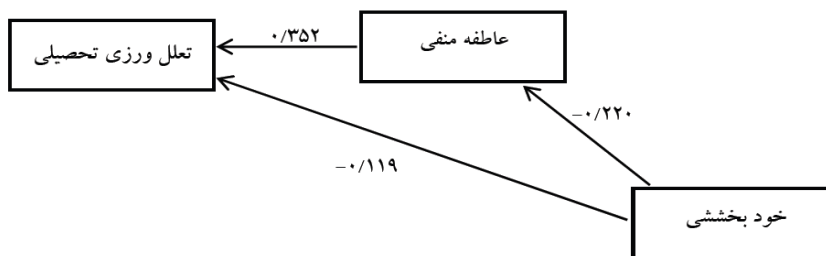 عاطفه منفی
۰/۳۵۲
تعلل ورزی تحصیلی
-۰/۲۲۰
-۰/۱۱۹
خود بخششی